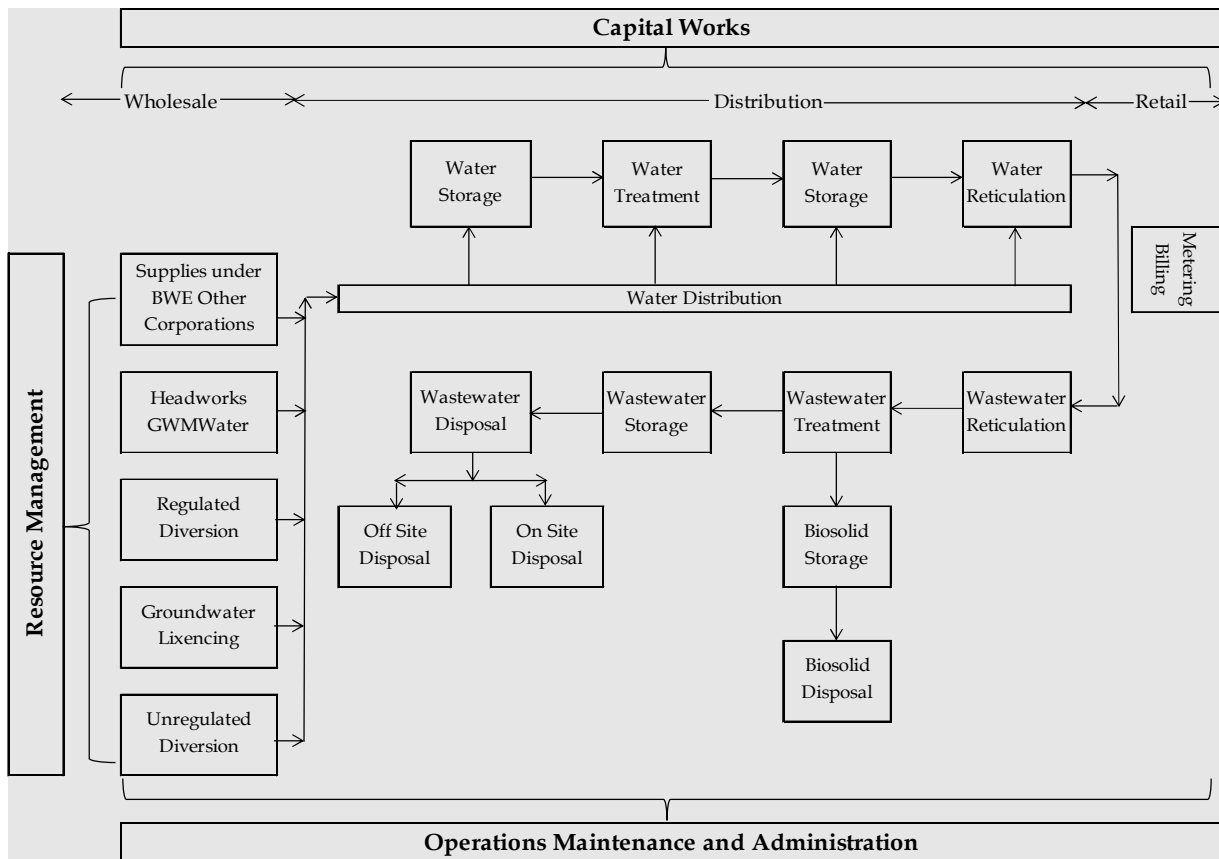 Capital Works
Wholesale
Distribution
Retail
Water
Storage
Water
Treatment
Water
Storage
Water
Reticulation
Metering
Billing
Resource Management
Supplies under
BWE Other
Corporations
Water Distribution
Headworks
GWMWater
Wastewater
Disposal
Wastewater
Storage
Wastewater
Treatment
Wastewater
Reticulation
Regulated
Diversion
Off Site
Disposal
On Site
Disposal
Biosolid
Storage
Groundwater
Lixencing
Biosolid
Disposal
Unregulated
Diversion
Operations Maintenance and Administration